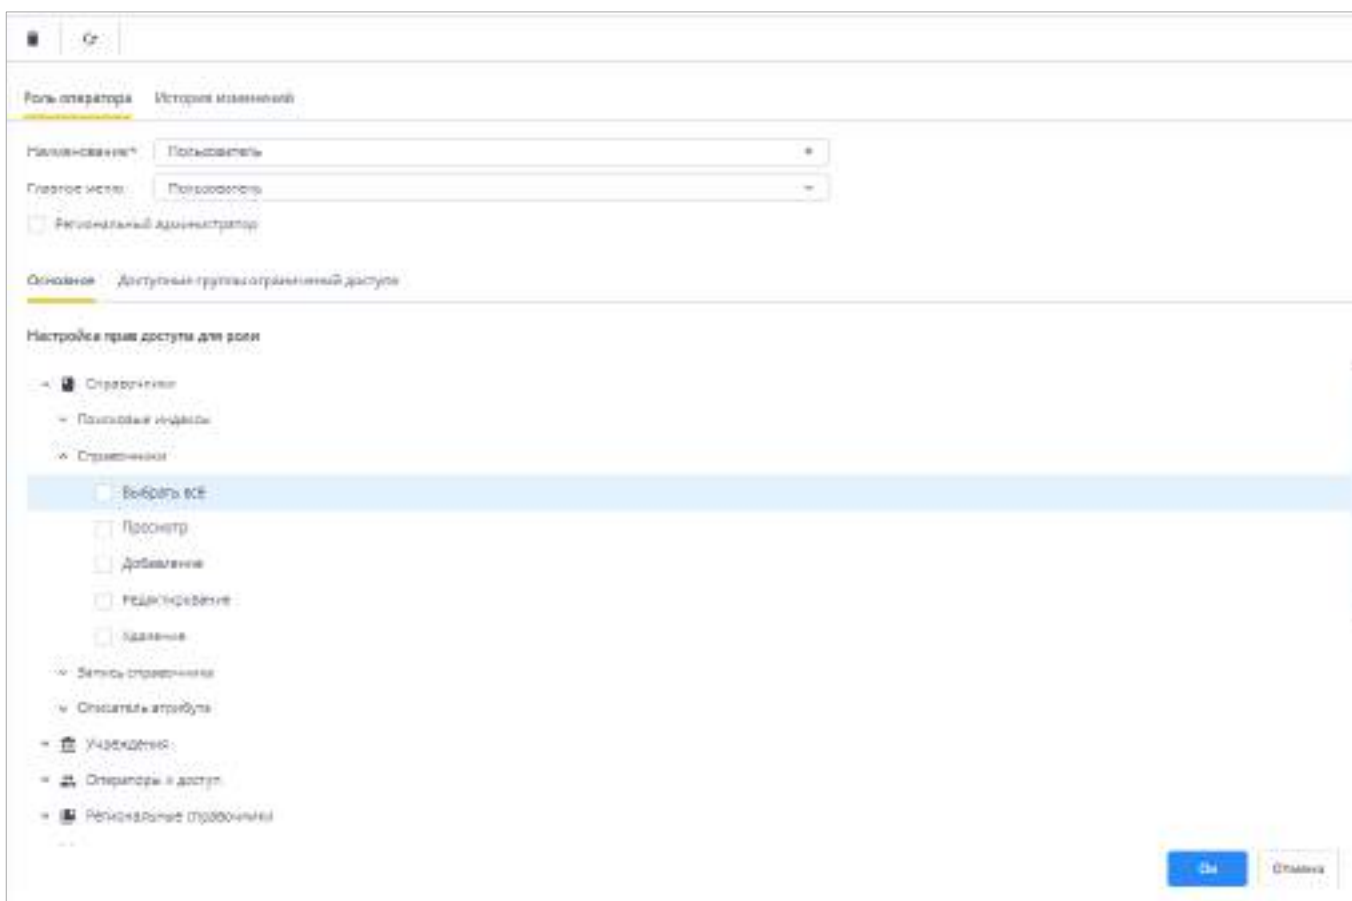 Роль оператора История изменений
Наименование* Пользователь
Главное меню Пользователь
Региональный администратор
Основное Доступные группы ограничений доступа
Настройка прав доступа для роли
Справочники
Поисковые индексы
Справочники
Выбрать всё
Просмотр
Добавление
Редактирование
Удаление
Запись справочника
Описатель атрибута
Учреждения
Операторы и доступ
Региональные справочники
Ок Отмена